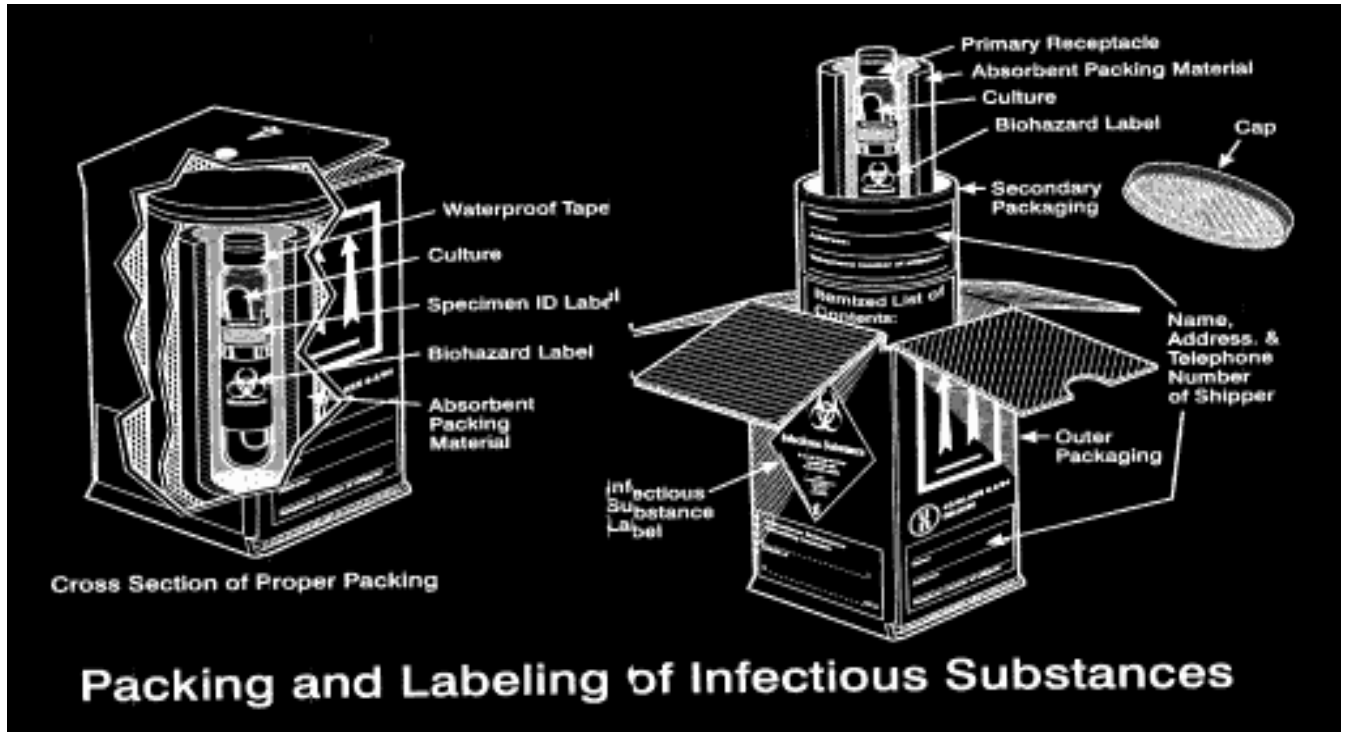 Waterproof Tape
Culture
Specimen ID Label
Biohazard Label
Absorbent
Packing
Material
Cross Section of Proper Packing
Primary Receptacle
Absorbent Packing Material
Culture
Biohazard Label
Cap
Secondary
Packaging
Itemized List of
Contents:
Name,
Address. &
Telephone
Number
of Shipper
Outer
Packaging
Infectious Substance
Infectious
Substance
Label
Packing and Labeling of Infectious Substances